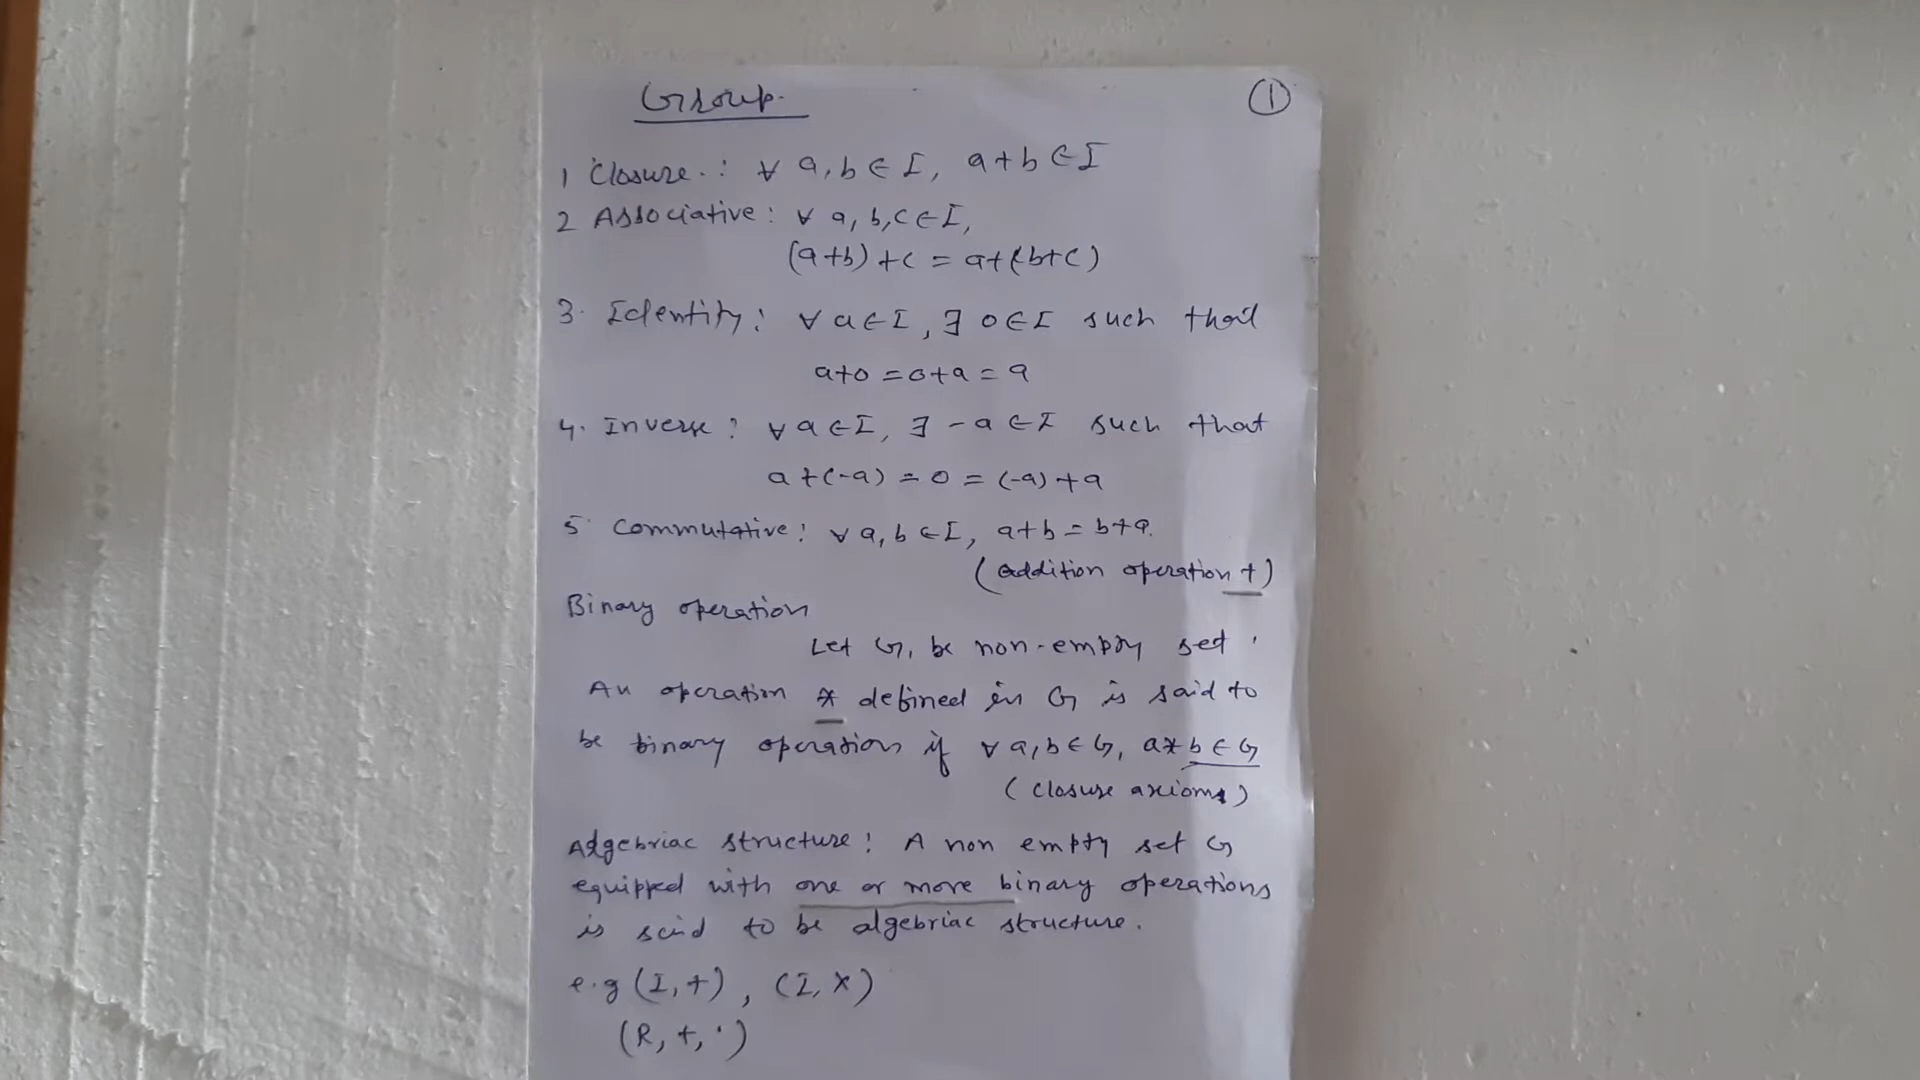 Group.
①
1 Closure.: ∀ a, b ∈ I, a+b ∈ I
2 Associative: ∀ a, b, c ∈ I,
(a+b)+c = a+(b+c)
3. Identity: ∀ a ∈ I, ∃ 0 ∈ I such that
a+0 = 0+a = a
4. Inverse: ∀ a ∈ I, ∃ -a ∈ I such that
a+(-a) = 0 = (-a)+a
5. Commutative: ∀ a, b ∈ I, a+b = b+a.
(addition operation +)
Binary operation
Let G, be non-empty set.
An operation * defined in G is said to
be binary operation if ∀ a, b ∈ G, a*b ∈ G
(closure axioms)
Algebriac structure: A non empty set G
equipped with one or more binary operations
is said to be algebriac structure.
e.g (I, +), (I, ×)
(R, +, ·)